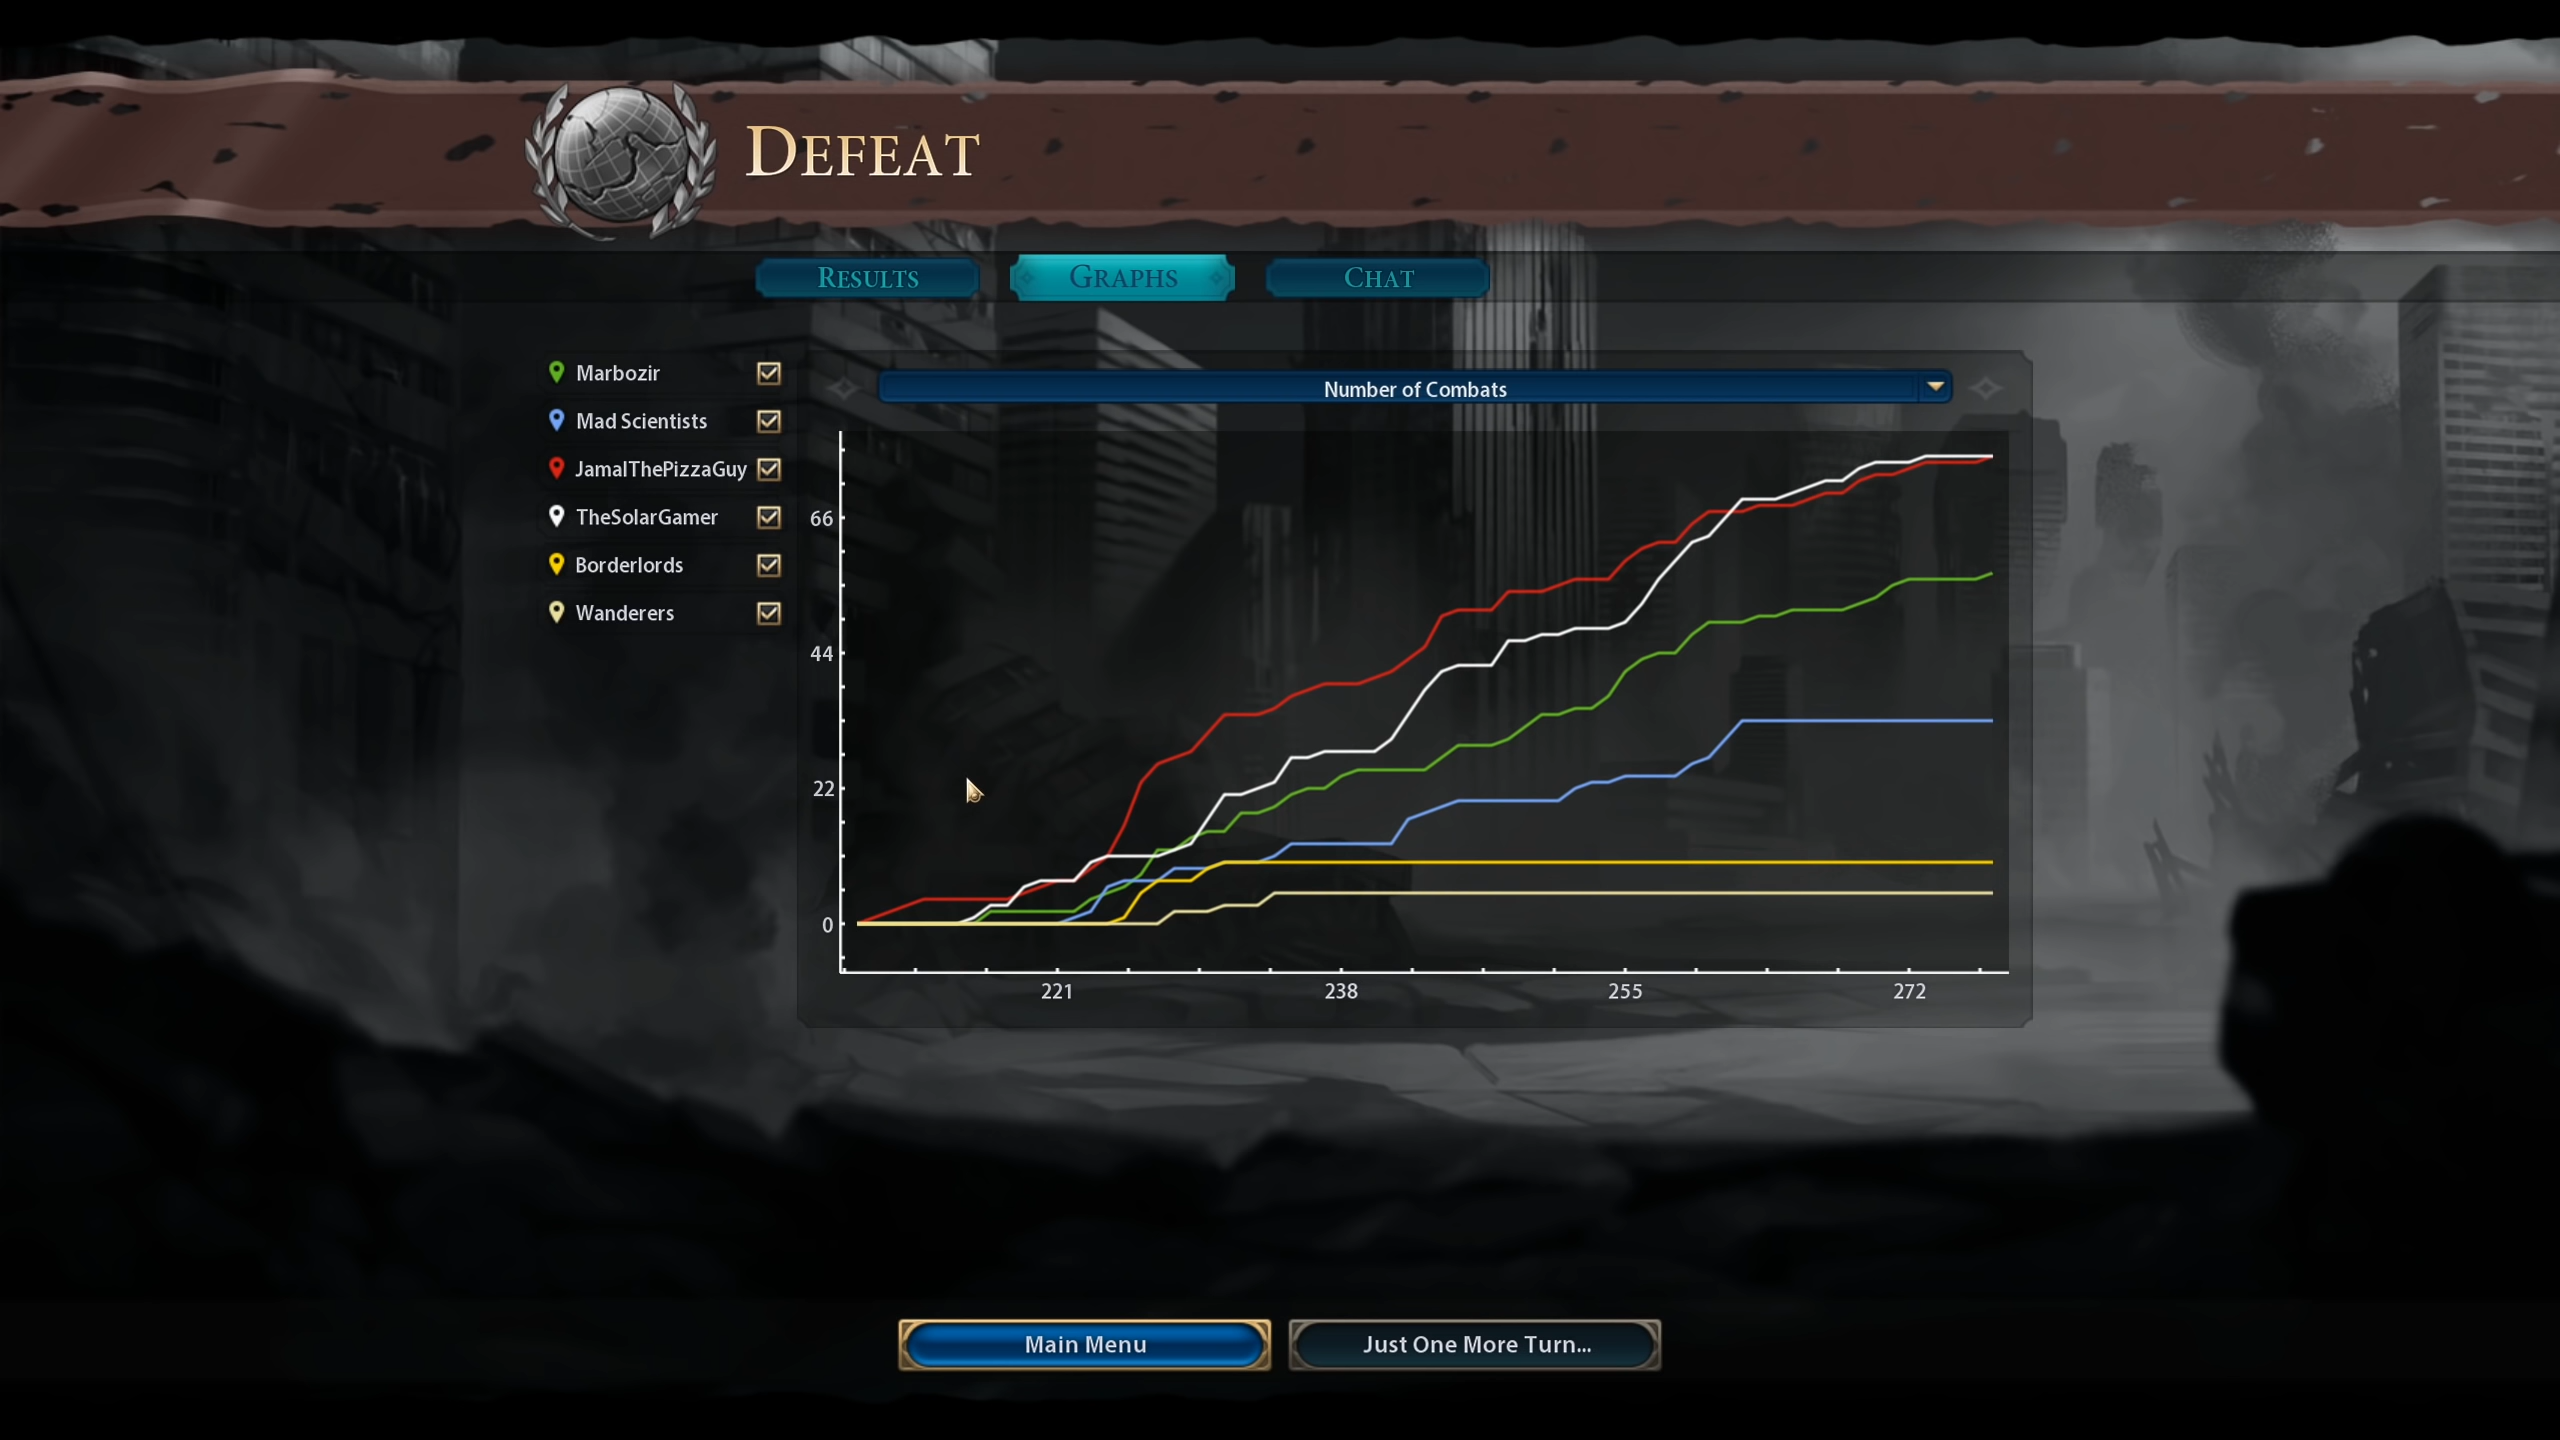 DEFEAT
RESULTS
GRAPHS
CHAT
Marbozir
Mad Scientists
JamalThePizzaGuy
TheSolarGamer
Borderlords
Wanderers
Number of Combats
66
44
22
0
221
238
255
272
Main Menu
Just One More Turn...